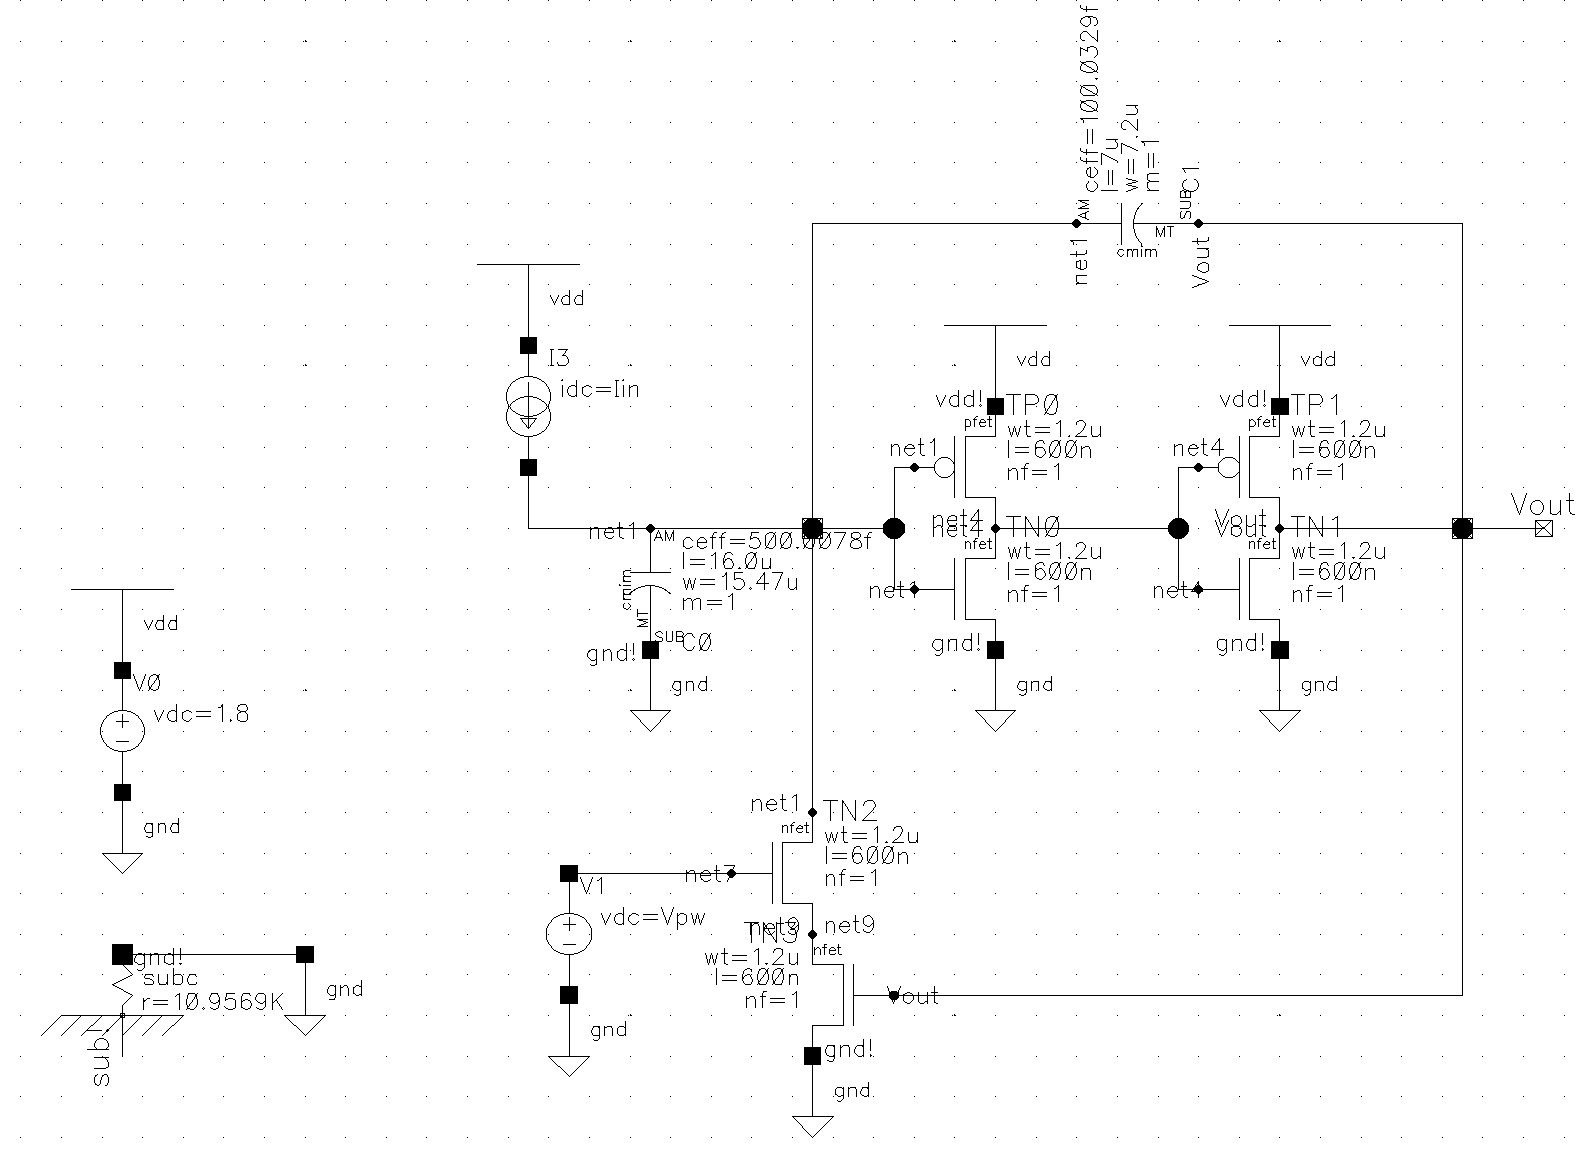 ceff=100.0329f
l=7u
w=7.2u
m=1
C1
AM
SUB
MT
cmim
net1
Vout
vdd
I3
idc=Iin
vdd
vdd!
TP0
pfet
wt=1.2u
l=600n
nf=1
net1
vdd
vdd!
TP1
pfet
wt=1.2u
l=600n
nf=1
net4
Vout
net1
AM
ceff=500.0078f
l=16.0u
w=15.47u
m=1
cmim
MT
SUB
C0
gnd!
gnd
net4
net4
TN0
nfet
wt=1.2u
l=600n
nf=1
net1
gnd!
gnd
Vout
Vout
TN1
nfet
wt=1.2u
l=600n
nf=1
net4
gnd!
gnd
vdd
V0
vdc=1.8
gnd
net1
TN2
nfet
wt=1.2u
l=600n
nf=1
net7
V1
vdc=Vpw
gnd
net9
net9
TN3
nfet
wt=1.2u
l=600n
nf=1
Vout
gnd!
gnd
gnd!
subc
r=10.9569K
gnd
sub!